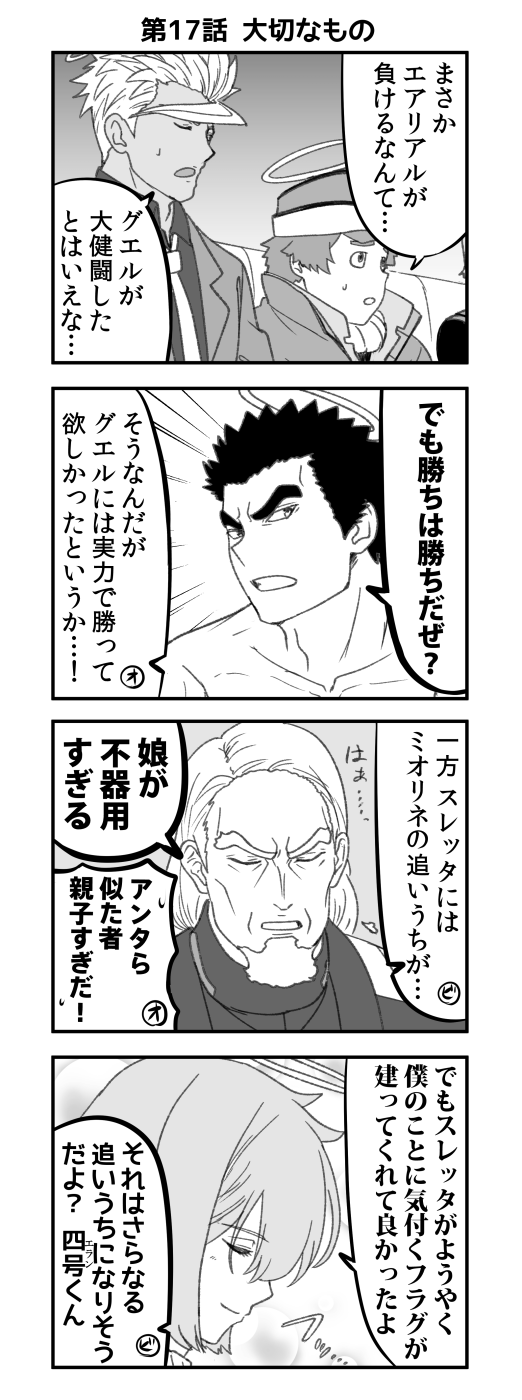 第17話 大切なもの
まさか
エアリアルが
負けるなんて…
グエルが
大健闘した
とはいえな…
でも勝ちは勝ちだぜ？
そうなんだが
グエルには実力で勝って
欲しかったというか…！
オ
一方 スレッタには
ミオリネの追いうちが…
ビ
はぁ……っ
娘が
不器用
すぎる
アンタら
似た者
親子すぎだ！
オ
でもスレッタがようやく
僕のことに気付くフラグが
建ってくれて良かったよ
それはさらなる
追いうちになりそう
だよ？ 四号くん
エラン
ビ